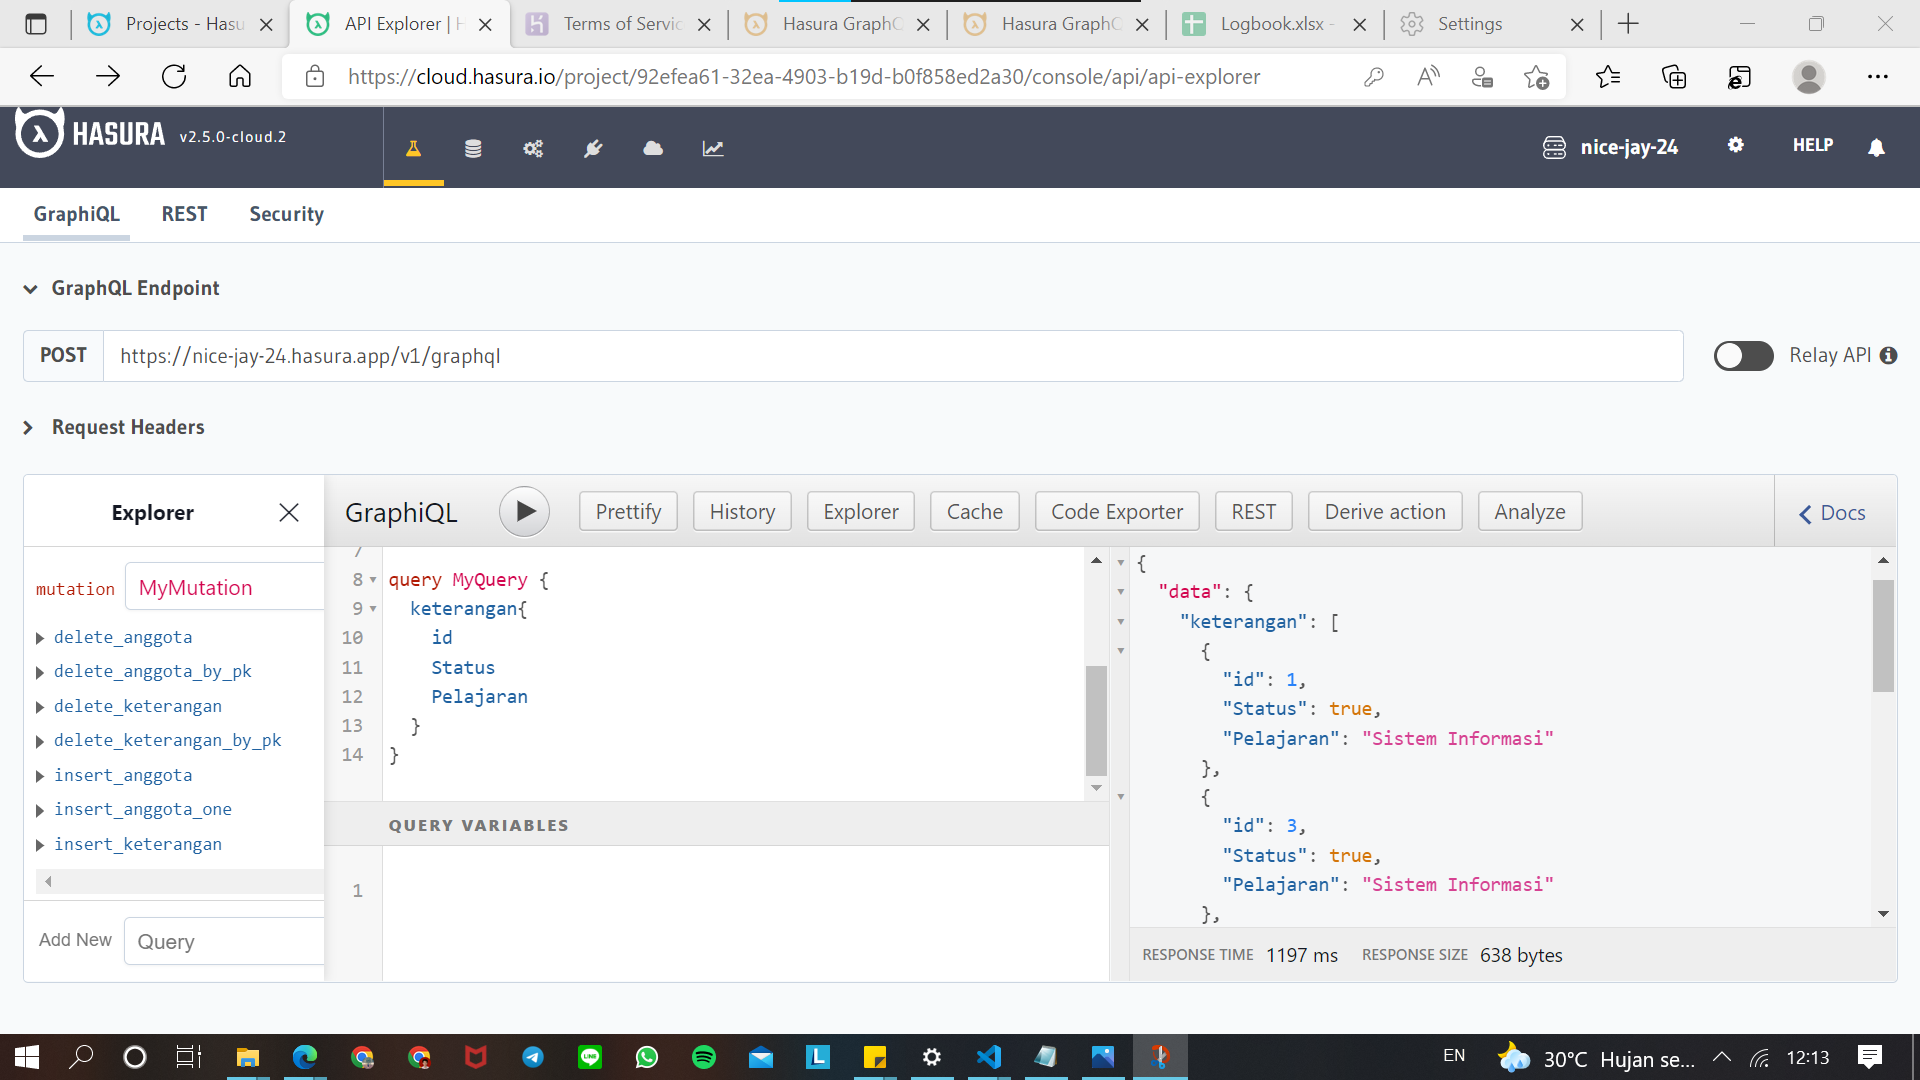 Projects - Hasu
API Explorer | H
Terms of Servic
Hasura GraphQ
Hasura GraphQ
Logbook.xlsx -
Settings
https://cloud.hasura.io/project/92efea61-32ea-4903-b19d-b0f858ed2a30/console/api/api-explorer
HASURA v2.5.0-cloud.2
nice-jay-24
HELP
GraphiQL REST Security
GraphQL Endpoint
POST https://nice-jay-24.hasura.app/v1/graphql
Relay API
Request Headers
Explorer
GraphiQL
Prettify
History
Explorer
Cache
Code Exporter
REST
Derive action
Analyze
Docs
mutation MyMutation
delete_anggota
delete_anggota_by_pk
delete_keterangan
delete_keterangan_by_pk
insert_anggota
insert_anggota_one
insert_keterangan
Add New Query
7
8 query MyQuery {
9 keterangan{
10 id
11 Status
12 Pelajaran
13 }
14 }
QUERY VARIABLES
1
{
"data": {
"keterangan": [
{
"id": 1,
"Status": true,
"Pelajaran": "Sistem Informasi"
},
{
"id": 3,
"Status": true,
"Pelajaran": "Sistem Informasi"
},
RESPONSE TIME 1197 ms RESPONSE SIZE 638 bytes
EN
30°C Hujan se...
12:13